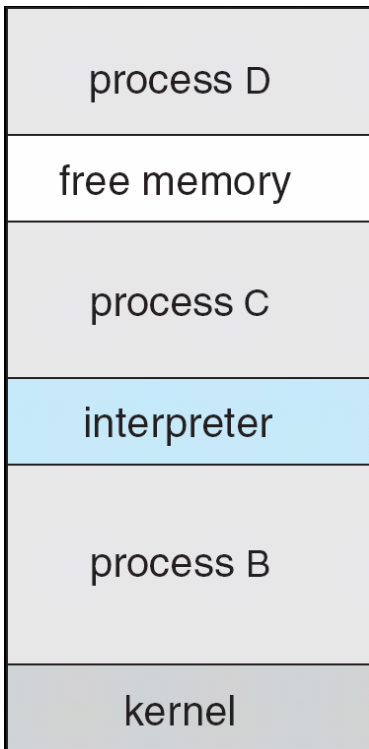 process D
free memory
process C
interpreter
process B
kernel